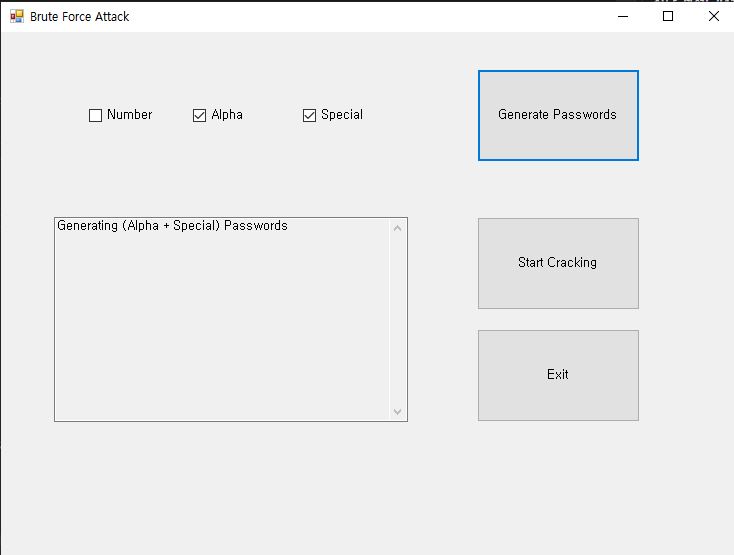 Brute Force Attack
Number Alpha Special
Generate Passwords
Generating (Alpha + Special) Passwords
Start Cracking
Exit